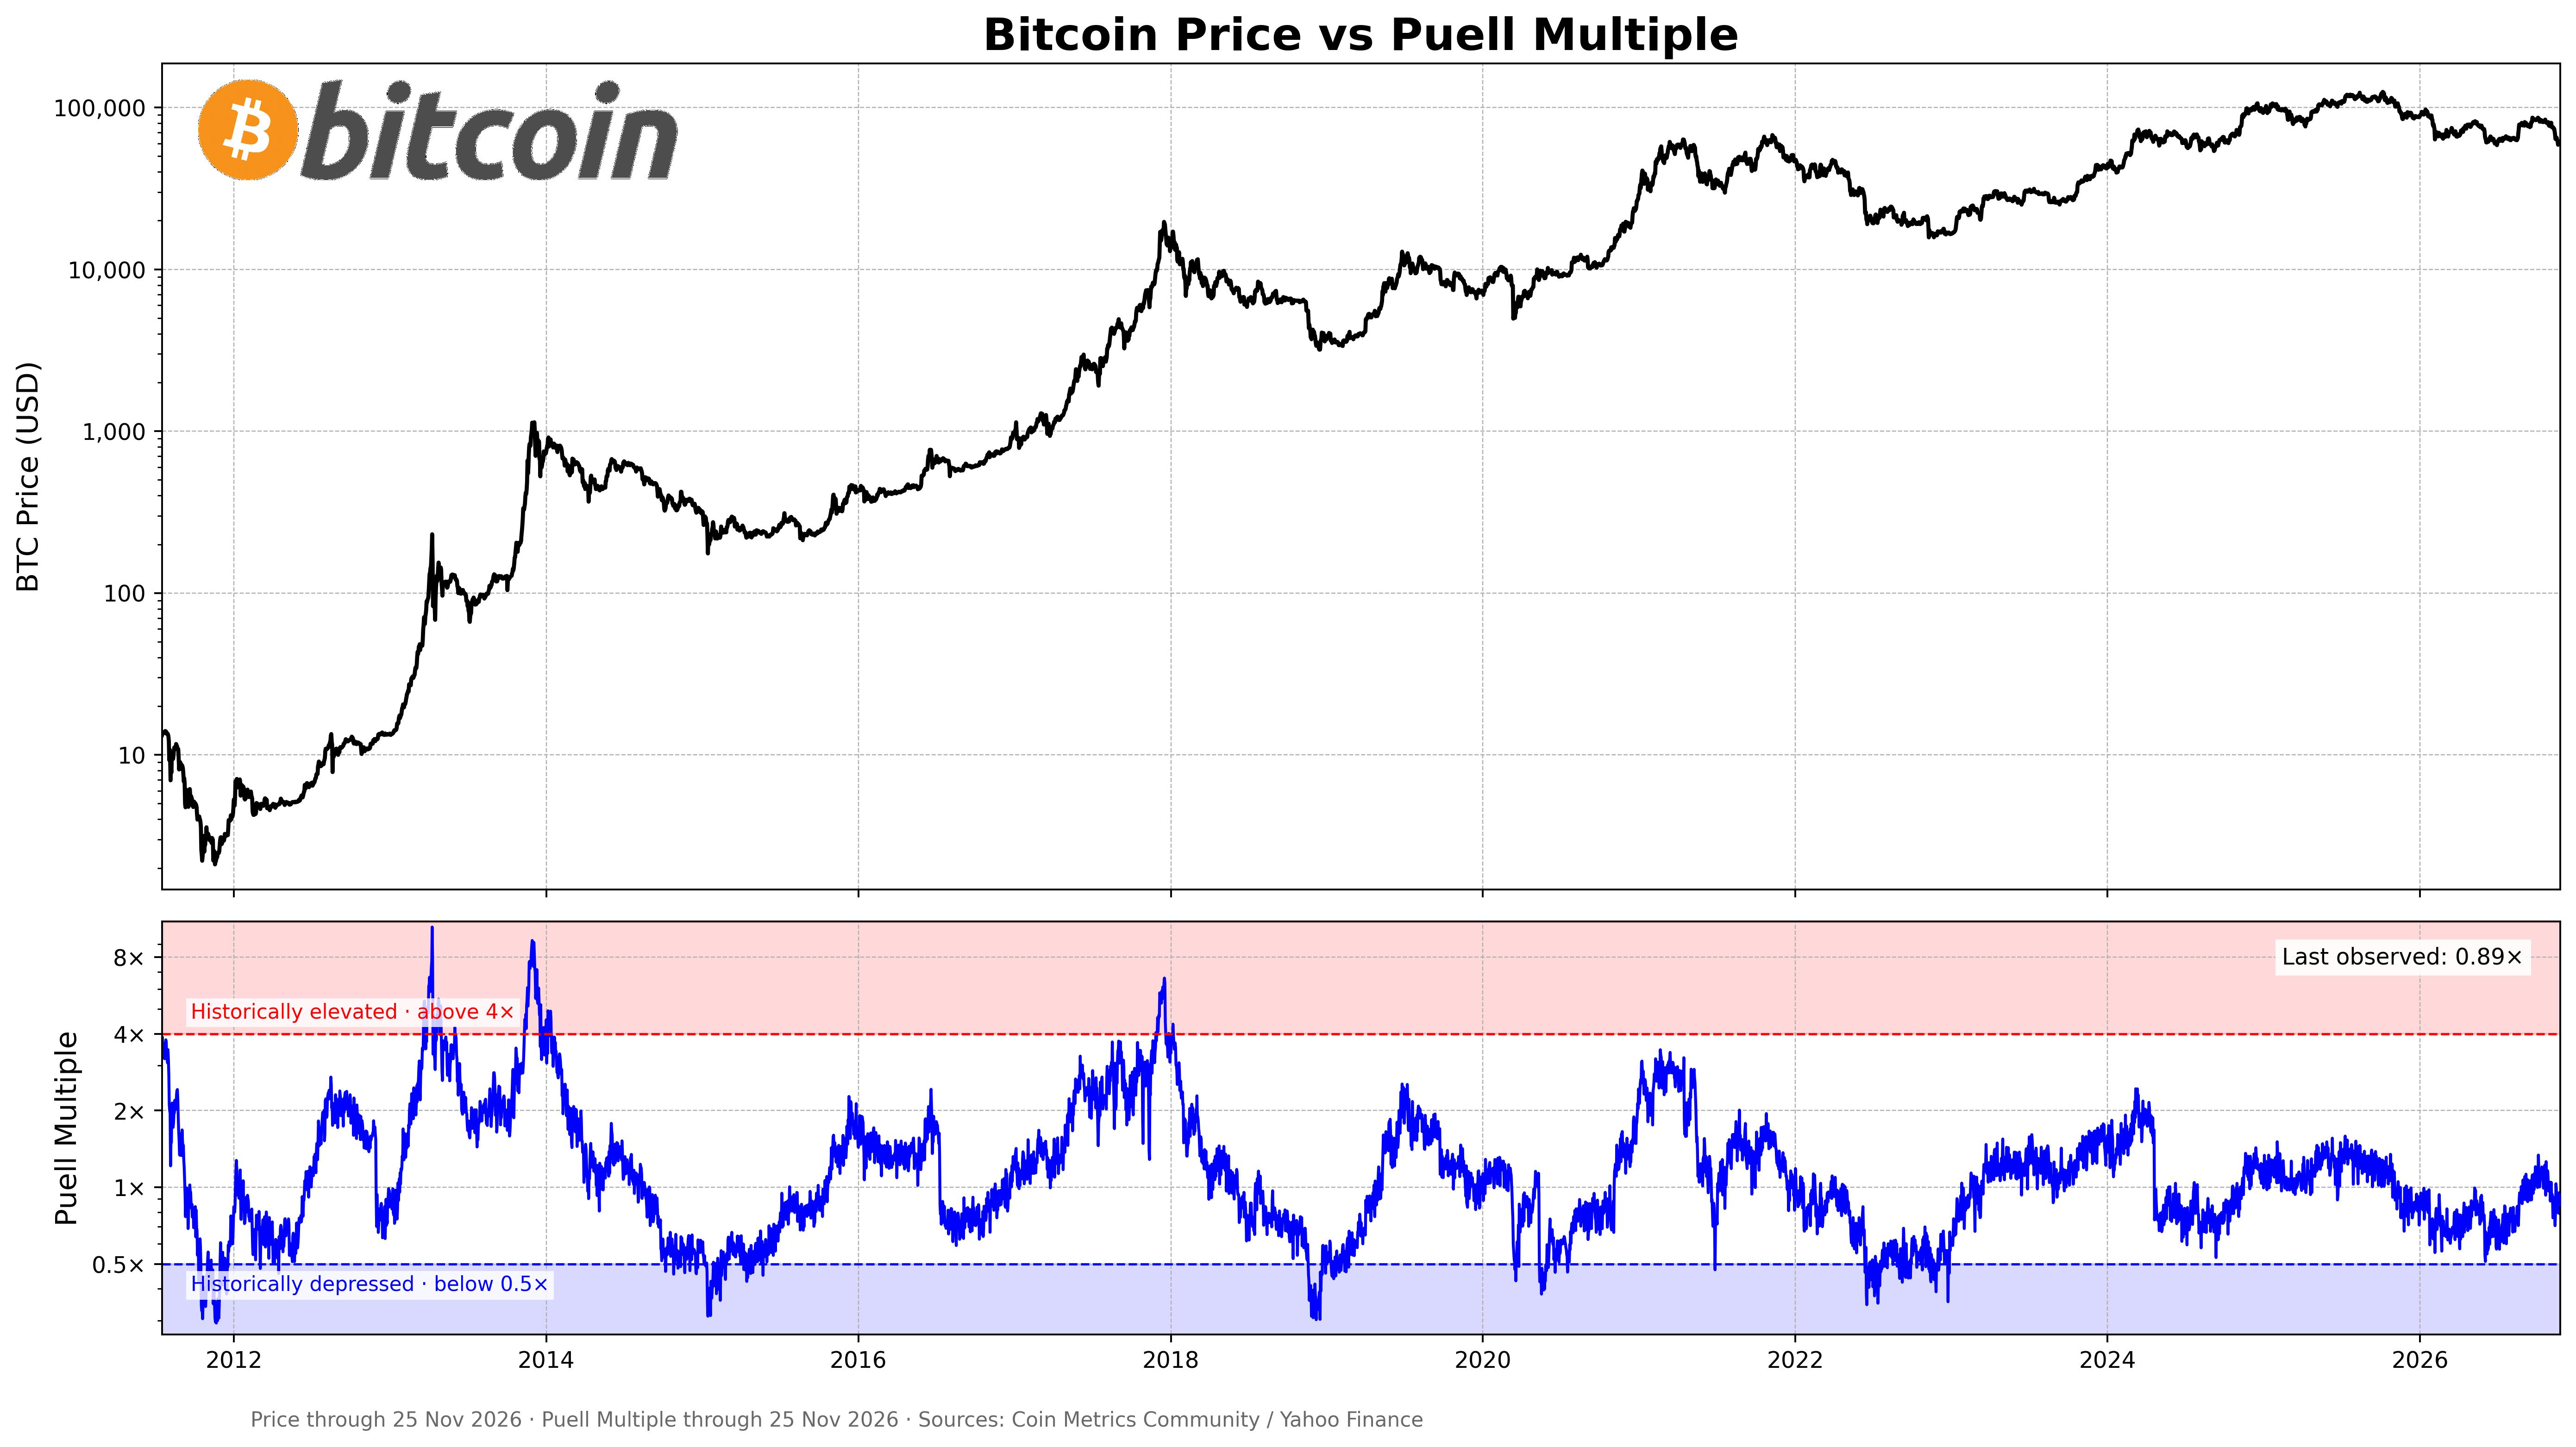 Bitcoin Price vs Puell Multiple
bitcoin
BTC Price (USD)
100,000
10,000
1,000
100
10
Puell Multiple
8×
4×
2×
1×
0.5×
Last observed: 0.89×
Historically elevated · above 4×
Historically depressed · below 0.5×
2012 2014 2016 2018 2020 2022 2024 2026
Price through 25 Nov 2026 · Puell Multiple through 25 Nov 2026 · Sources: Coin Metrics Community / Yahoo Finance